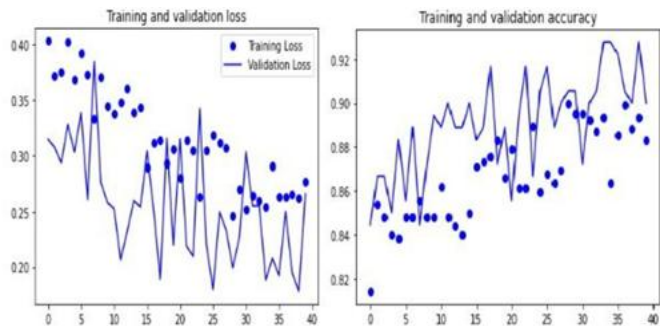 Training and validation loss
0.40
0.35
0.30
0.25
0.20
Training Loss
Validation Loss
0 5 10 15 20 25 30 35 40
Training and validation accuracy
0.92
0.90
0.88
0.86
0.84
0.82
0 5 10 15 20 25 30 35 40